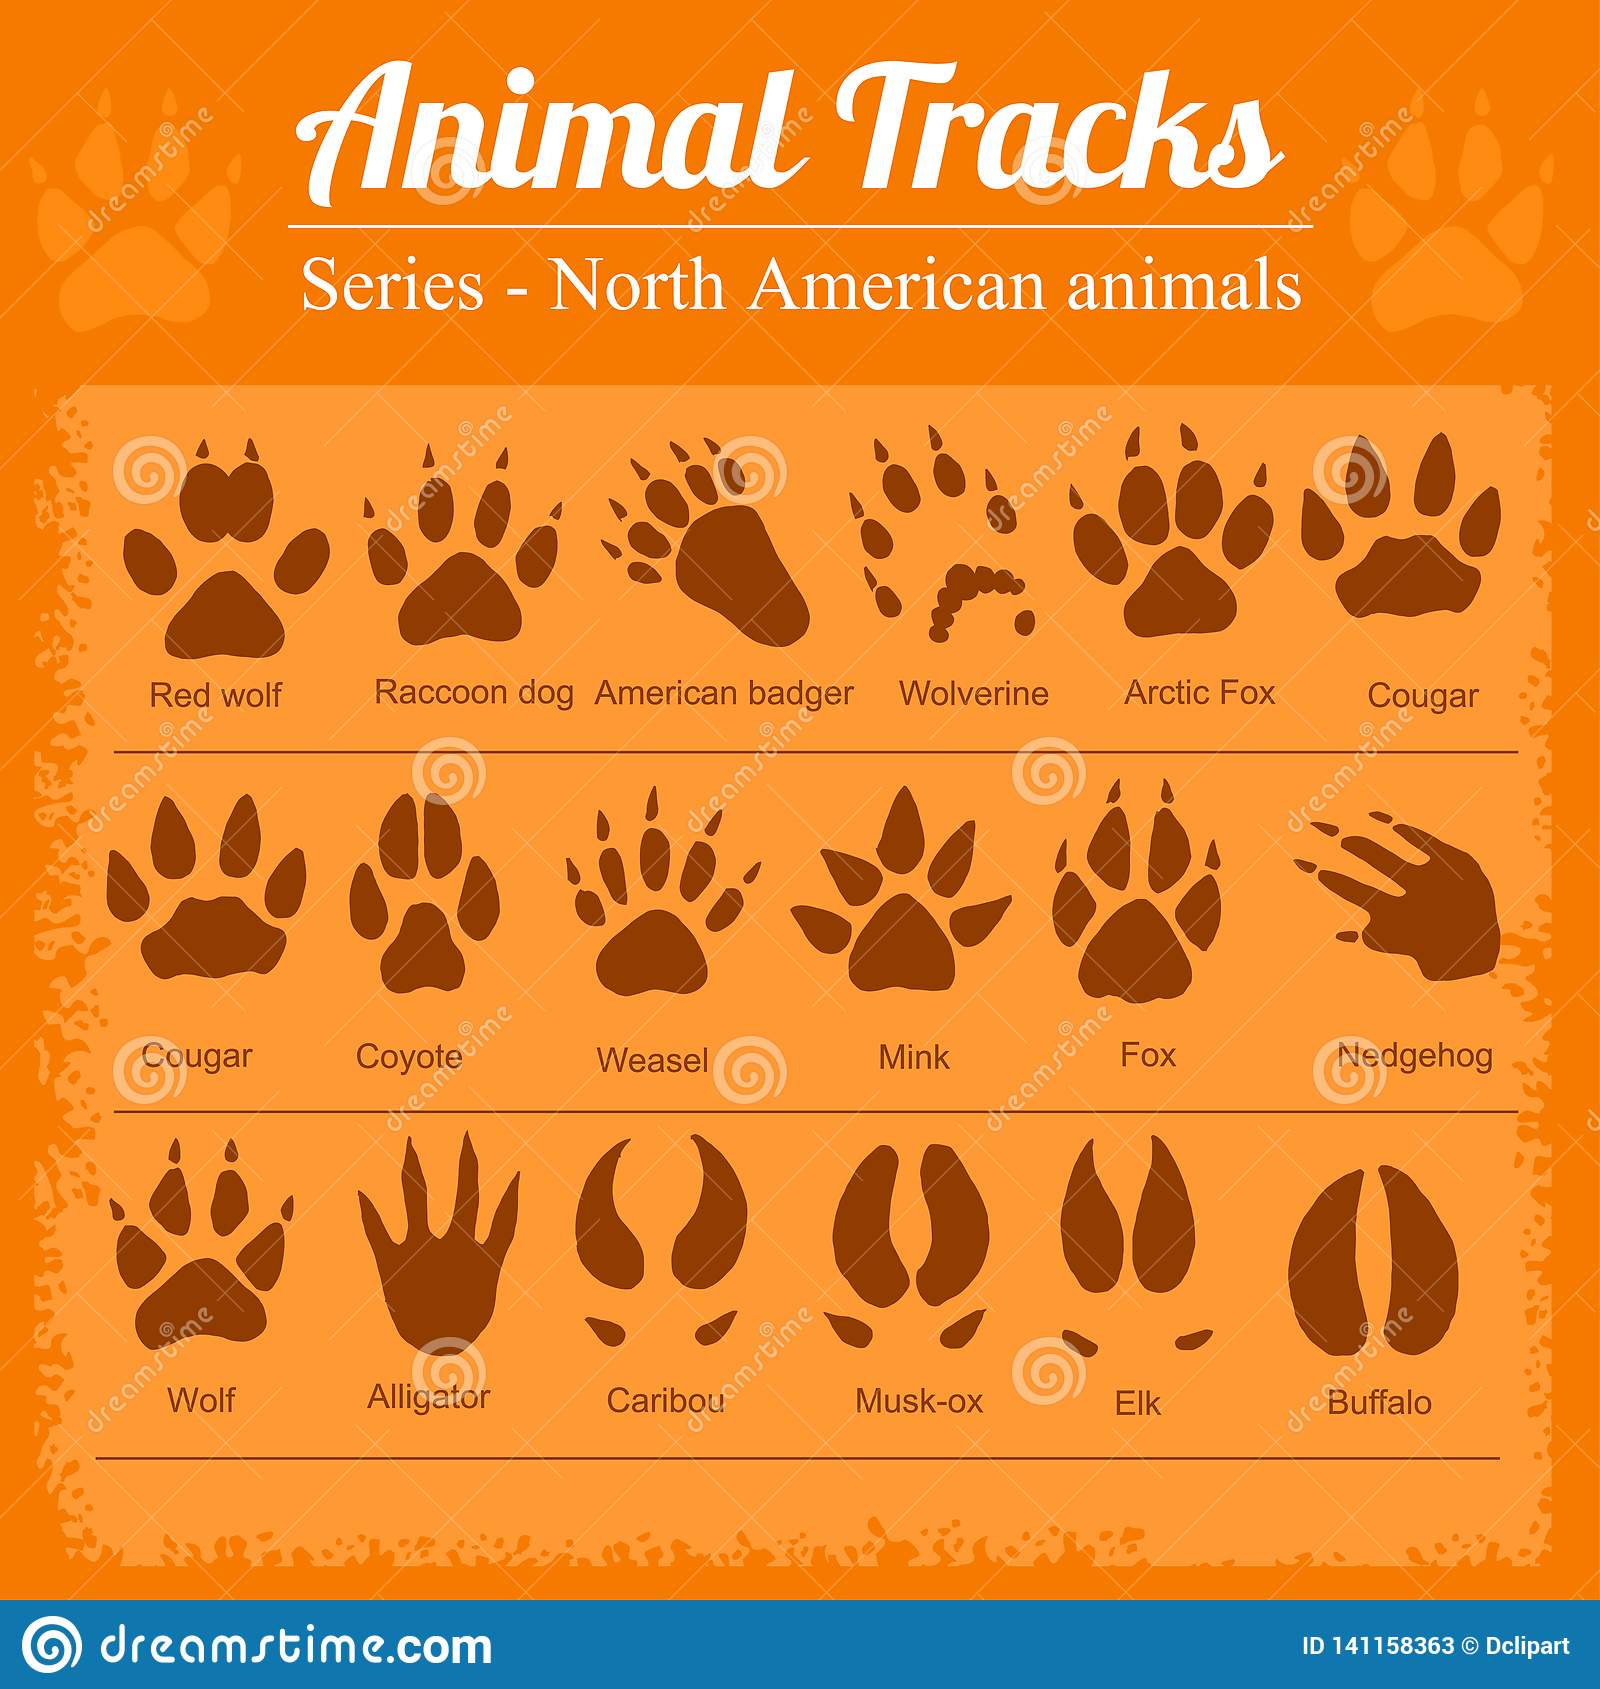 Animal Tracks
Series - North American animals
Red wolf Raccoon dog American badger Wolverine Arctic Fox Cougar
Cougar Coyote Weasel Mink Fox Nedgehog
Wolf Alligator Caribou Musk-ox Elk Buffalo
dreamstime.com ID 141158363 © Dclipart